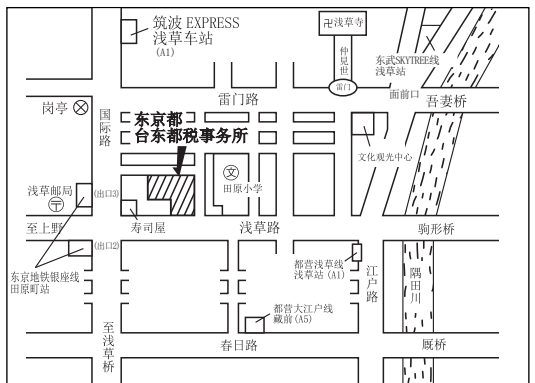 筑波 EXPRESS
浅草车站
(A1)
卍浅草寺
仲见世
雷门
东武SKYTREE线
浅草站
面前口
吾妻桥
岗亭
国际路
雷门路
东京都
台东都税事务所
文化观光中心
文
田原小学
浅草邮局
〒
(出口3)
至上野
寿司屋
浅草路
驹形桥
(出口2)
东京地铁银座线
田原町站
都营浅草线
浅草站 (A1)
江户路
隅田川
都营大江户线
藏前 (A5)
至浅草桥
春日路
厩桥